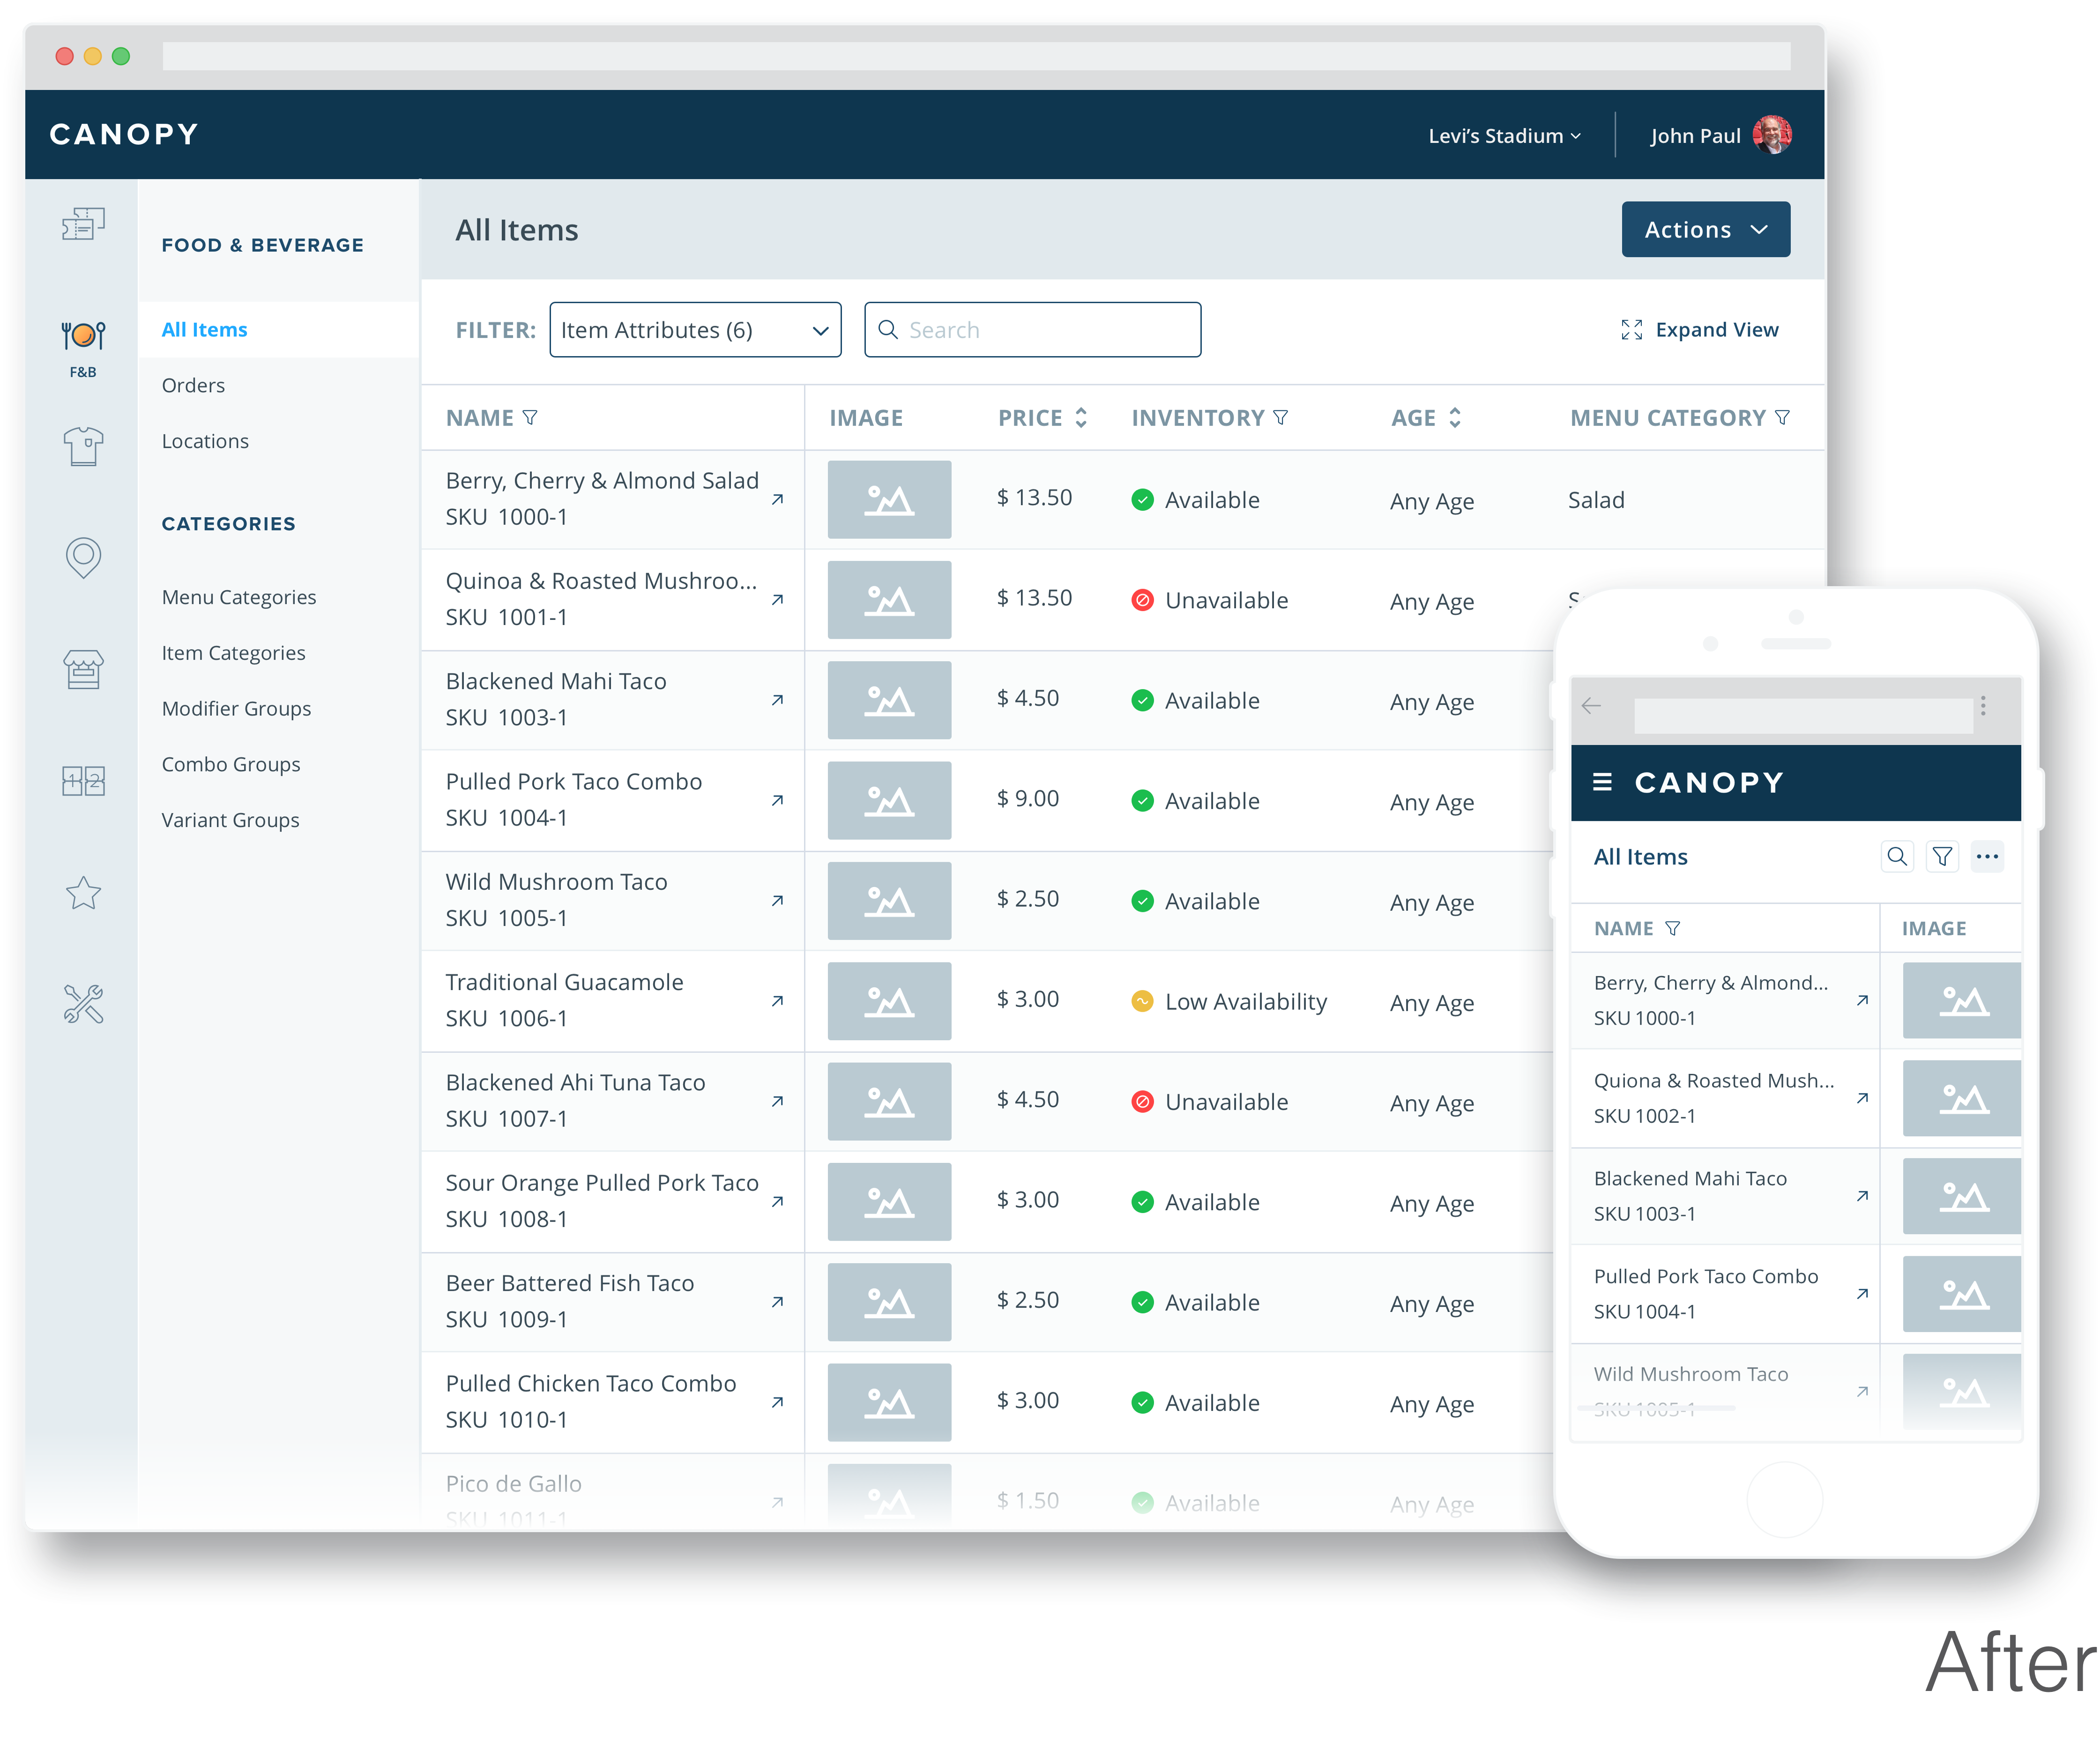 CANOPY
Levi's Stadium
John Paul
FOOD & BEVERAGE
All Items
Orders
Locations
CATEGORIES
Menu Categories
Item Categories
Modifier Groups
Combo Groups
Variant Groups
F&B
1 2
All Items
Actions
FILTER: Item Attributes (6)
Search
Expand View
NAME IMAGE PRICE INVENTORY AGE MENU CATEGORY
Berry, Cherry & Almond Salad
SKU 1000-1
$ 13.50 Available Any Age Salad
Quinoa & Roasted Mushroo...
SKU 1001-1
$ 13.50 Unavailable Any Age
Blackened Mahi Taco
SKU 1003-1
$ 4.50 Available Any Age
Pulled Pork Taco Combo
SKU 1004-1
$ 9.00 Available Any Age
Wild Mushroom Taco
SKU 1005-1
$ 2.50 Available Any Age
Traditional Guacamole
SKU 1006-1
$ 3.00 Low Availability Any Age
Blackened Ahi Tuna Taco
SKU 1007-1
$ 4.50 Unavailable Any Age
Sour Orange Pulled Pork Taco
SKU 1008-1
$ 3.00 Available Any Age
Beer Battered Fish Taco
SKU 1009-1
$ 2.50 Available Any Age
Pulled Chicken Taco Combo
SKU 1010-1
$ 3.00 Available Any Age
Pico de Gallo
SKU 1011-1
$ 1.50 Available Any Age
CANOPY
All Items
NAME IMAGE
Berry, Cherry & Almond...
SKU 1000-1
Quiona & Roasted Mush...
SKU 1002-1
Blackened Mahi Taco
SKU 1003-1
Pulled Pork Taco Combo
SKU 1004-1
Wild Mushroom Taco
SKU 1005-1
After